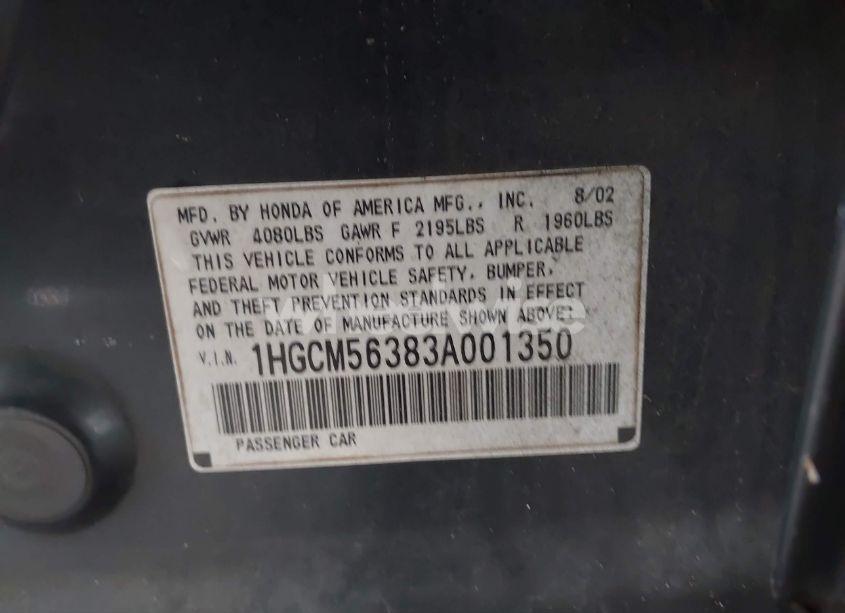 MFD. BY HONDA OF AMERICA MFG., INC. 8/02
GVWR 4080LBS GAWR F 2195LBS R 1960LBS
THIS VEHICLE CONFORMS TO ALL APPLICABLE
FEDERAL MOTOR VEHICLE SAFETY, BUMPER,
AND THEFT PREVENTION STANDARDS IN EFFECT
ON THE DATE OF MANUFACTURE SHOWN ABOVE.
V.I.N. 1HGCM56383A001350
PASSENGER CAR